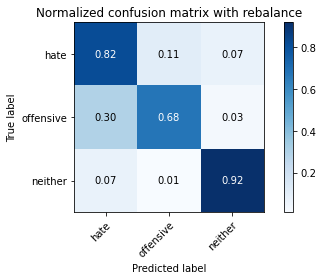 Normalized confusion matrix with rebalance
True label
hate
offensive
neither
0.82 0.11 0.07
0.30 0.68 0.03
0.07 0.01 0.92
hate
offensive
neither
Predicted label
0.8
0.6
0.4
0.2